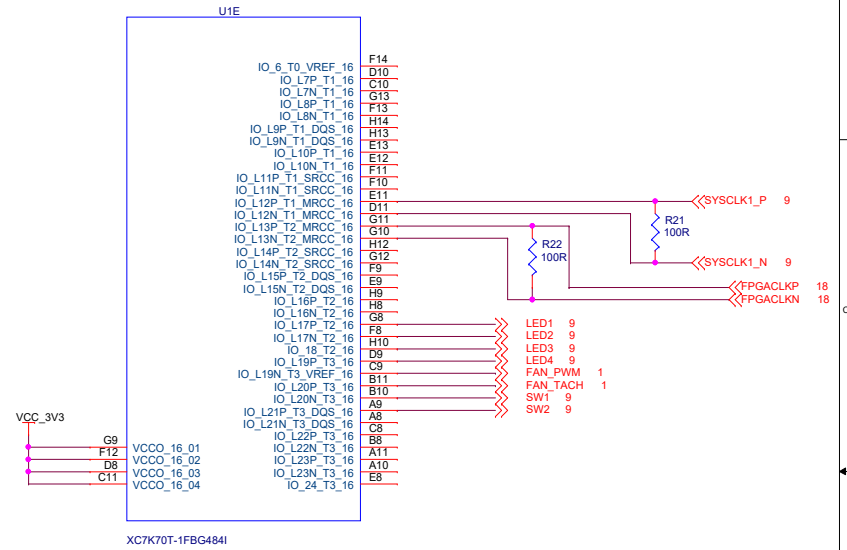 U1E
IO_6_T0_VREF_16 F14
IO_L7P_T1_16 D10
IO_L7N_T1_16 C10
IO_L8P_T1_16 G13
IO_L8N_T1_16 F13
IO_L9P_T1_DQS_16 H14
IO_L9N_T1_DQS_16 H13
IO_L10P_T1_16 E13
IO_L10N_T1_16 E12
IO_L11P_T1_SRCC_16 F11
IO_L11N_T1_SRCC_16 F10
IO_L12P_T1_MRCC_16 E11 SYSCLK1_P 9
IO_L12N_T1_MRCC_16 D11
R21
100R
IO_L13P_T2_MRCC_16 G11
IO_L13N_T2_MRCC_16 G10
R22
100R
IO_L14P_T2_SRCC_16 H12
IO_L14N_T2_SRCC_16 G12 SYSCLK1_N 9
IO_L15P_T2_DQS_16 F9
IO_L15N_T2_DQS_16 E9 FPGACLKP 18
IO_L16P_T2_16 H9 FPGACLKN 18
IO_L16N_T2_16 H8
IO_L17P_T2_16 G8 LED1 9
IO_L17N_T2_16 F8 LED2 9
IO_18_T2_16 H10 LED3 9
IO_L19P_T3_16 D9 LED4 9
IO_L19N_T3_VREF_16 C9 FAN_PWM 1
IO_L20P_T3_16 B11 FAN_TACH 1
IO_L20N_T3_16 B10 SW1 9
IO_L21P_T3_DQS_16 A9 SW2 9
IO_L21N_T3_DQS_16 A8
IO_L22P_T3_16 C8
IO_L22N_T3_16 B8
IO_L23P_T3_16 A11
IO_L23N_T3_16 A10
IO_24_T3_16 E8
VCC_3V3
G9 VCCO_16_01
F12 VCCO_16_02
D8 VCCO_16_03
C11 VCCO_16_04
XC7K70T-1FBG484I